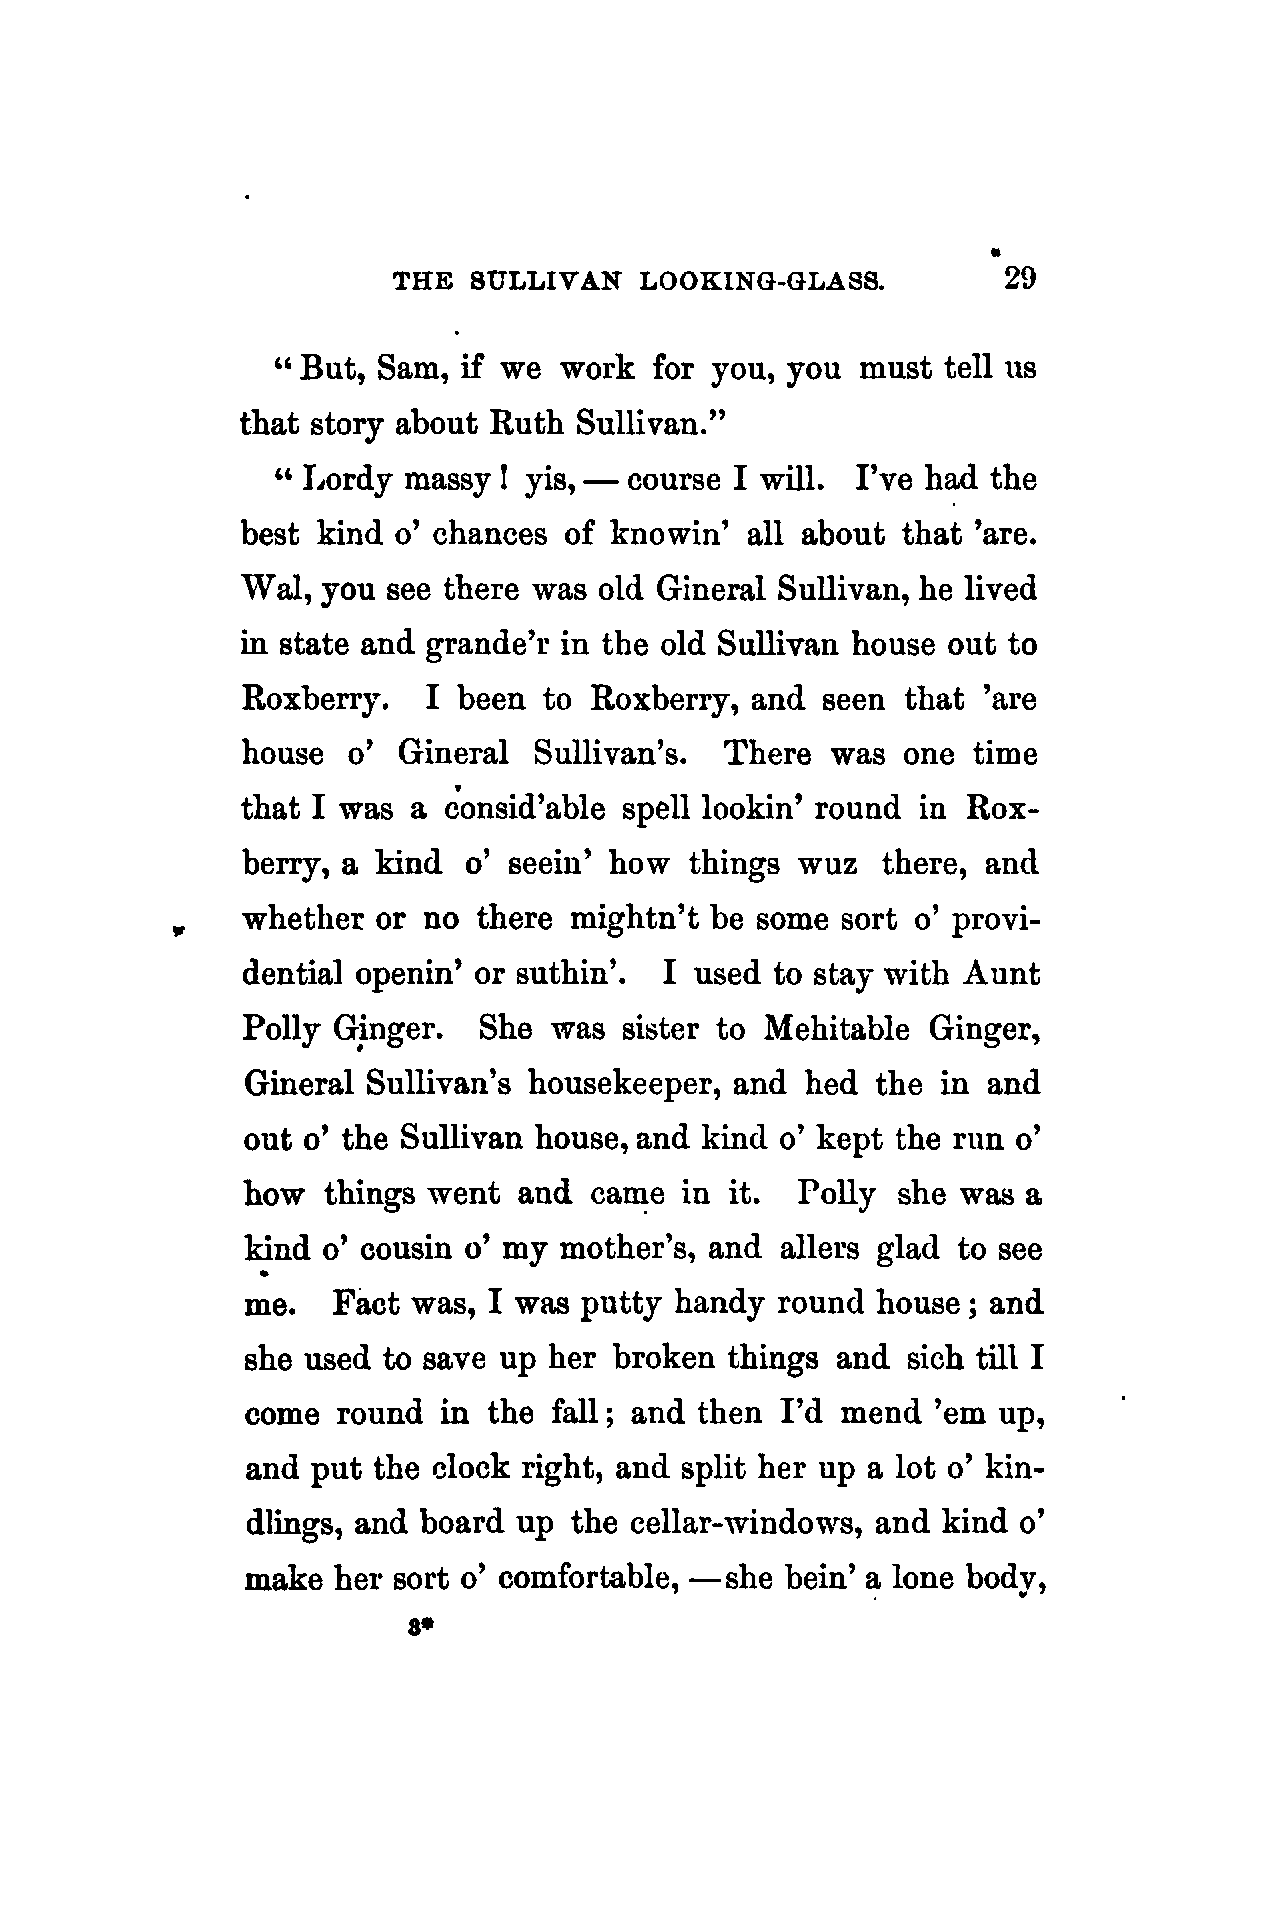 THE SULLIVAN LOOKING-GLASS. 29
“But, Sam, if we work for you, you must tell us
that story about Ruth Sullivan.”
“Lordy massy! yis,—course I will. I’ve had the
best kind o’ chances of knowin’ all about that ’are.
Wal, you see there was old Gineral Sullivan, he lived
in state and grande’r in the old Sullivan house out to
Roxberry. I been to Roxberry, and seen that ’are
house o’ Gineral Sullivan’s. There was one time
that I was a consid’able spell lookin’ round in Rox-
berry, a kind o’ seein’ how things wuz there, and
whether or no there mightn’t be some sort o’ provi-
dential openin’ or suthin’. I used to stay with Aunt
Polly Ginger. She was sister to Mehitable Ginger,
Gineral Sullivan’s housekeeper, and hed the in and
out o’ the Sullivan house, and kind o’ kept the run o’
how things went and came in it. Polly she was a
kind o’ cousin o’ my mother’s, and allers glad to see
me. Fact was, I was putty handy round house; and
she used to save up her broken things and sich till I
come round in the fall; and then I’d mend ’em up,
and put the clock right, and split her up a lot o’ kin-
dlings, and board up the cellar-windows, and kind o’
make her sort o’ comfortable,—she bein’ a lone body,
3*